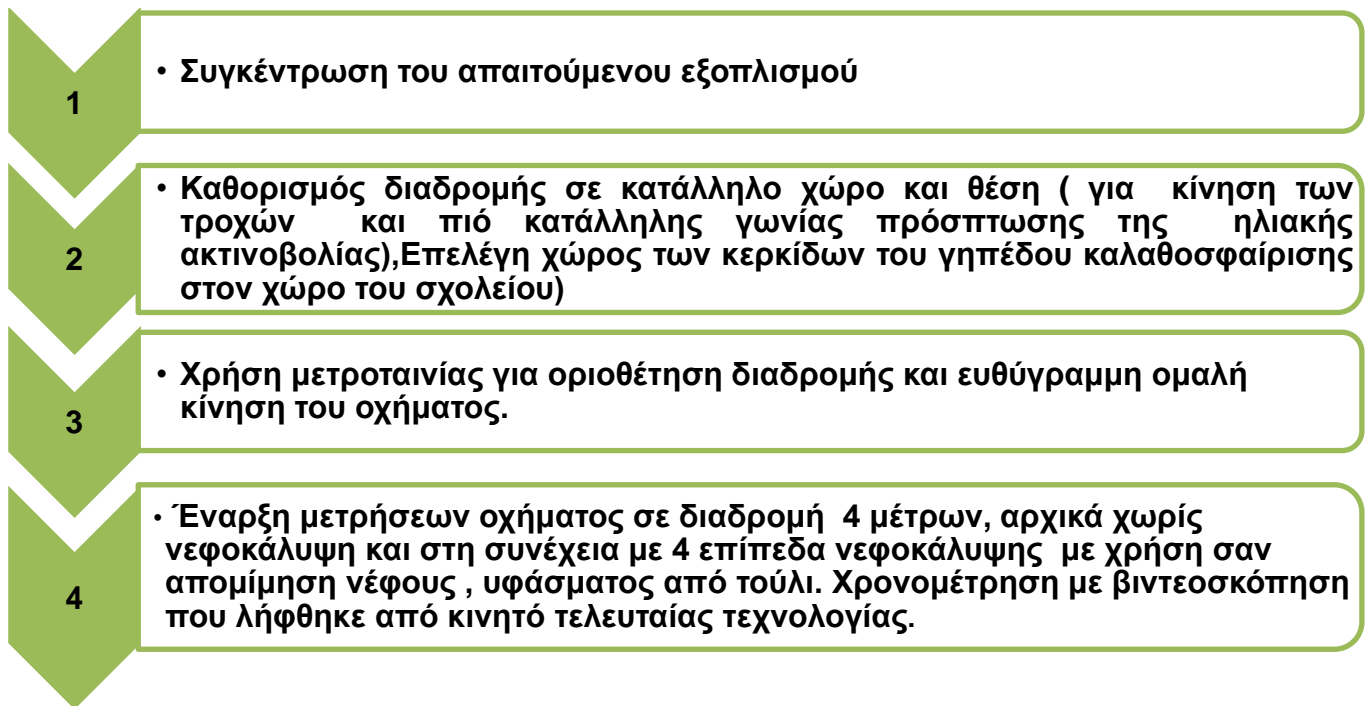 1
• Συγκέντρωση του απαιτούμενου εξοπλισμού
2
• Καθορισμός διαδρομής σε κατάλληλο χώρο και θέση ( για κίνηση των
τροχών και πιό κατάλληλης γωνίας πρόσπτωσης της ηλιακής
ακτινοβολίας),Επελέγη χώρος των κερκίδων του γηπέδου καλαθοσφαίρισης
στον χώρο του σχολείου)
3
• Χρήση μετροταινίας για οριοθέτηση διαδρομής και ευθύγραμμη ομαλή
κίνηση του οχήματος.
4
• Έναρξη μετρήσεων οχήματος σε διαδρομή 4 μέτρων, αρχικά χωρίς
νεφοκάλυψη και στη συνέχεια με 4 επίπεδα νεφοκάλυψης με χρήση σαν
απομίμηση νέφους , υφάσματος από τούλι. Χρονομέτρηση με βιντεοσκόπηση
που λήφθηκε από κινητό τελευταίας τεχνολογίας.